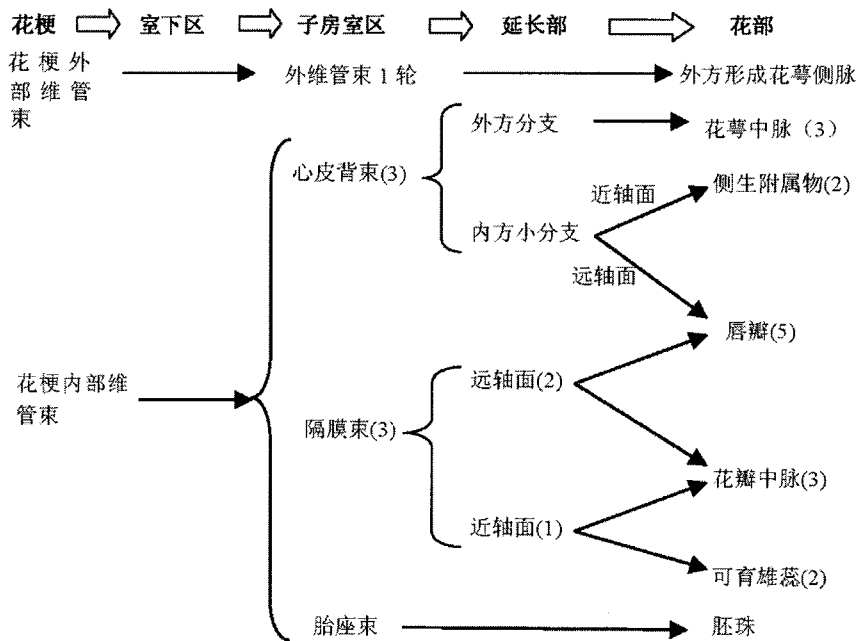 花梗 室下区 子房室区 延长部 花部
花梗外
部维管
束
外维管束1轮
外方形成花萼侧脉
心皮背束(3)
外方分支
花萼中脉（3）
近轴面
侧生附属物(2)
内方小分支
远轴面
唇瓣(5)
花梗内部维
管束
隔膜束(3)
远轴面(2)
花瓣中脉(3)
近轴面(1)
可育雄蕊(2)
胎座束
胚珠